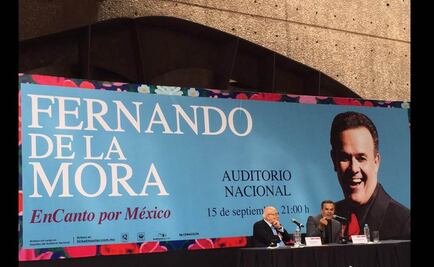 FERNANDO
DE LA
MORA
EnCanto por México
AUDITORIO
NACIONAL
15 de septiembre, 21:00 h